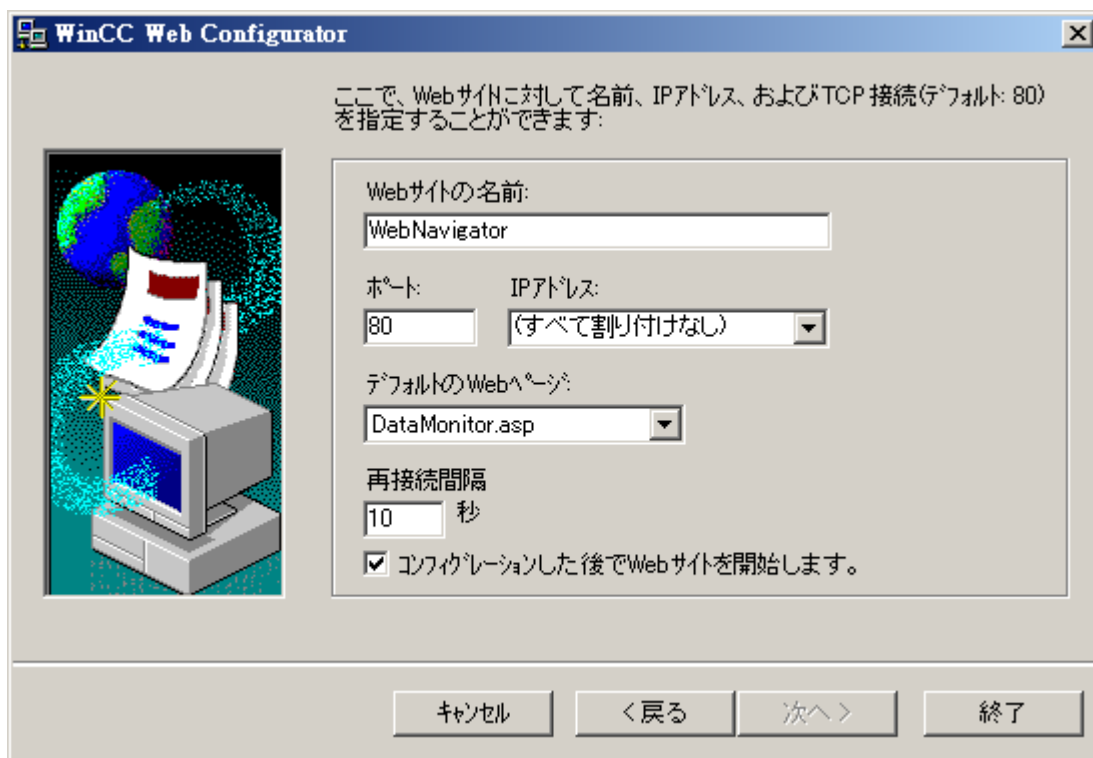 WinCC Web Configurator
ここで、Webサイトに対して名前、IPアドレス、およびTCP接続(デフォルト: 80)
を指定することができます:
Webサイトの名前:
WebNavigator
ポート: IPアドレス:
80 (すべて割り付けなし)
デフォルトのWebページ:
DataMonitor.asp
再接続間隔
10 秒
コンフィグレーションした後でWebサイトを開始します。
キャンセル <戻る 次へ> 終了